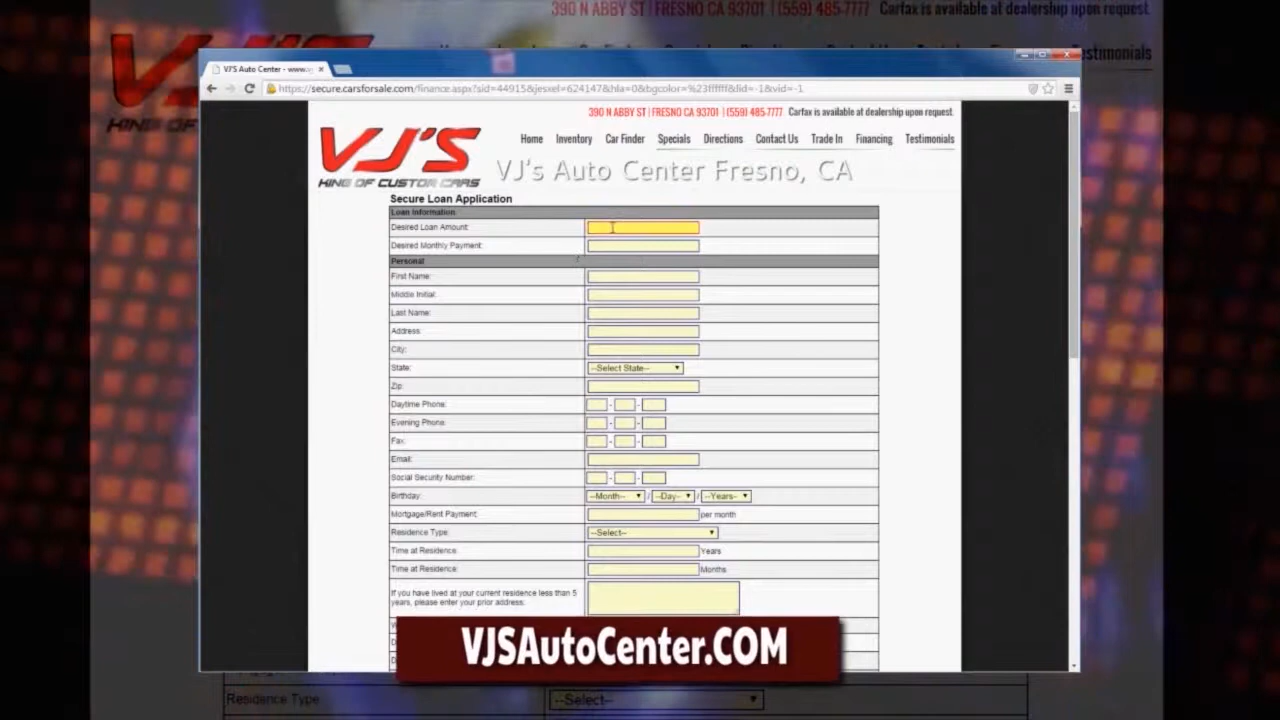 390 N ABBY ST | FRESNO CA 93701 | (559) 485-7777 Carfax is available at dealership upon request.
Testimonials
VJ'S Auto Center - www.v
https://secure.carsforsale.com/finance.aspx?sid=44915&jesxel=624147&hla=0&bgcolor=%23ffffff&did=-1&vid=-1
390 N ABBY ST | FRESNO CA 93701 | (559) 485-7777 Carfax is available at dealership upon request.
VJ'S
KING OF CUSTOR CARS
Home Inventory Car Finder Specials Directions Contact Us Trade In Financing Testimonials
VJ's Auto Center Fresno, CA
Secure Loan Application
Loan Information
Desired Loan Amount:
Desired Monthly Payment:
Personal
First Name:
Middle Initial:
Last Name:
Address:
City:
State: --Select State--
Zip:
Daytime Phone: - -
Evening Phone: - -
Fax: - -
Email:
Social Security Number: - -
Birthday: --Month-- / --Day-- / --Years--
Mortgage/Rent Payment: per month
Residence Type: --Select--
Time at Residence: Years
Time at Residence: Months
If you have lived at your current residence less than 5
years, please enter your prior address:
VJSAutoCenter.COM
Residence Type --Select--